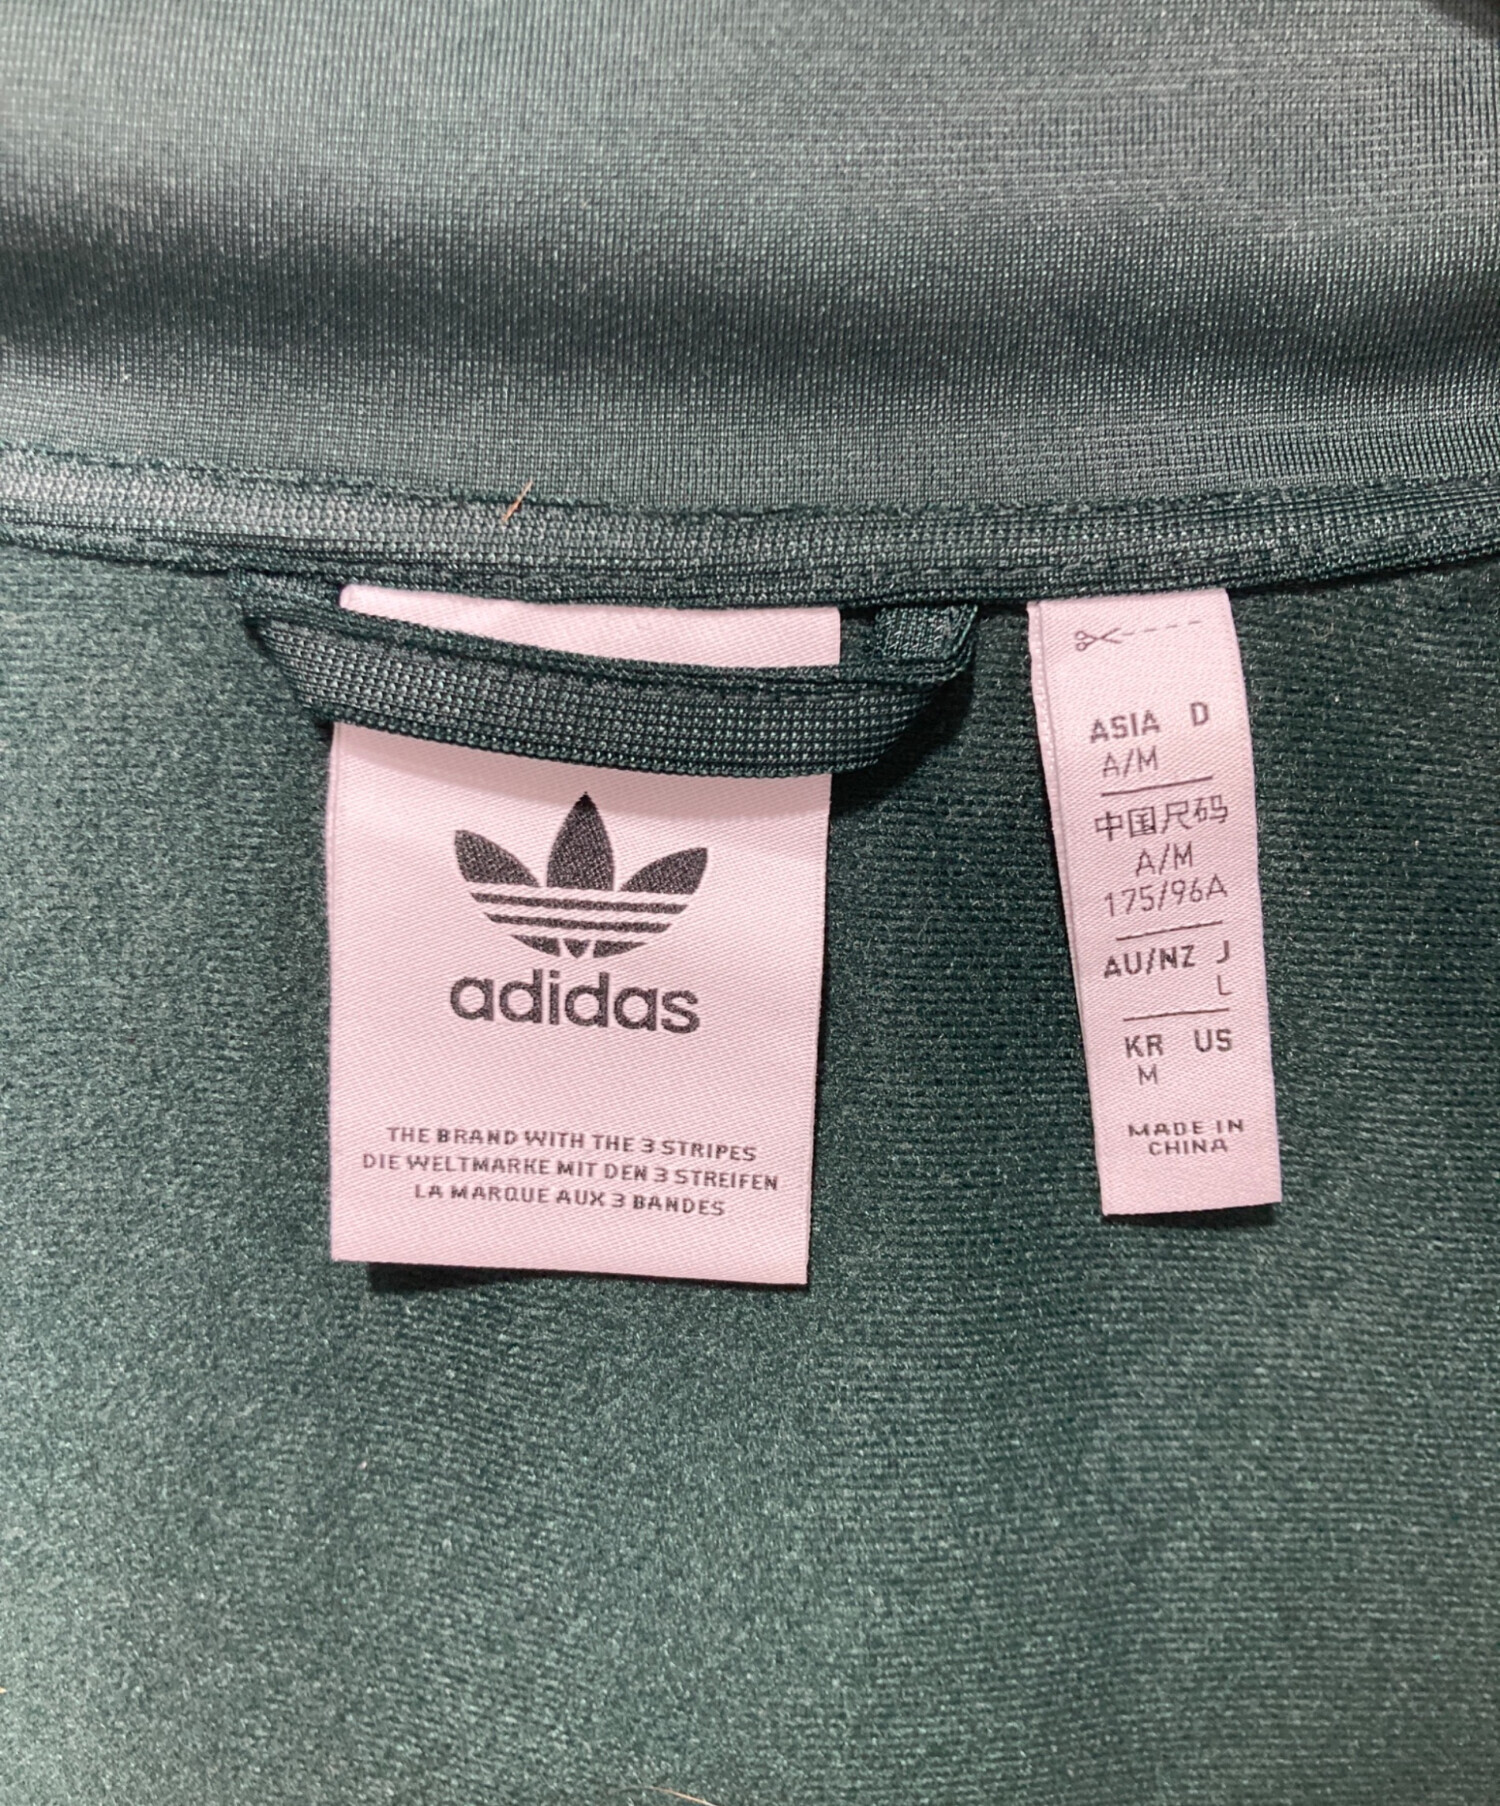 adidas
THE BRAND WITH THE 3 STRIPES
DIE WELTMARKE MIT DEN 3 STREIFEN
LA MARQUE AUX 3 BANDES
ASIA D
A/M
中国尺码
A/M
175/96A
AU/NZ J
L
KR US
M
MADE IN
CHINA